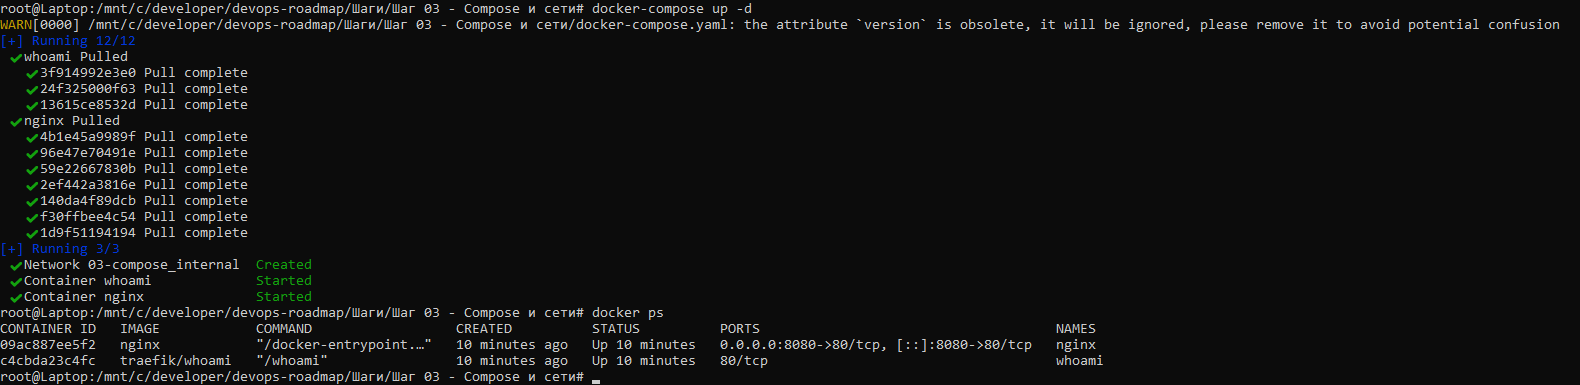 root@Laptop:/mnt/c/developer/devops-roadmap/Шаги/Шаг 03 - Compose и сети# docker-compose up -d
WARN[0000] /mnt/c/developer/devops-roadmap/Шаги/Шаг 03 - Compose и сети/docker-compose.yaml: the attribute `version` is obsolete, it will be ignored, please remove it to avoid potential confusion
[+] Running 12/12
✔whoami Pulled
✔3f914992e3e0 Pull complete
✔24f325000f63 Pull complete
✔13615ce8532d Pull complete
✔nginx Pulled
✔4b1e45a9989f Pull complete
✔96e47e70491e Pull complete
✔59e22667830b Pull complete
✔2ef442a3816e Pull complete
✔140da4f89dcb Pull complete
✔f30ffbee4c54 Pull complete
✔1d9f51194194 Pull complete
[+] Running 3/3
✔Network 03-compose_internal  Created
✔Container whoami             Started
✔Container nginx              Started
root@Laptop:/mnt/c/developer/devops-roadmap/Шаги/Шаг 03 - Compose и сети# docker ps
CONTAINER ID   IMAGE            COMMAND                  CREATED          STATUS          PORTS                                     NAMES
09ac887ee5f2   nginx            "/docker-entrypoint.…"   10 minutes ago   Up 10 minutes   0.0.0.0:8080->80/tcp, [::]:8080->80/tcp   nginx
c4cbda23c4fc   traefik/whoami   "/whoami"                10 minutes ago   Up 10 minutes   80/tcp                                    whoami
root@Laptop:/mnt/c/developer/devops-roadmap/Шаги/Шаг 03 - Compose и сети#